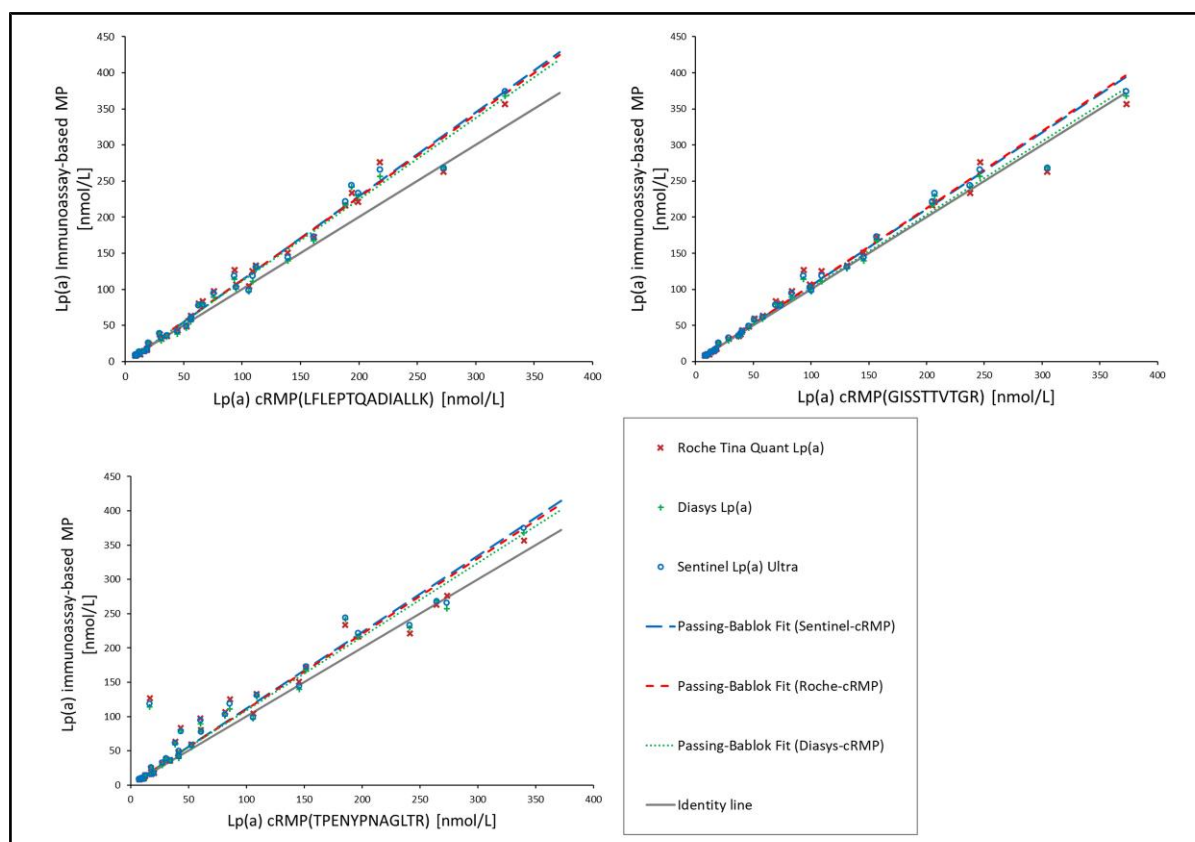 Lp(a) Immunoassay-based MP
[nmol/L]
450
400
350
300
250
200
150
100
50
0
0 50 100 150 200 250 300 350 400
Lp(a) cRMP(LFLEPTQADIALLK) [nmol/L]
Lp(a) immunoassay-based MP
[nmol/L]
450
400
350
300
250
200
150
100
50
0
0 50 100 150 200 250 300 350 400
Lp(a) cRMP(GISSTTVTGR) [nmol/L]
Lp(a) immunoassay-based MP
[nmol/L]
450
400
350
300
250
200
150
100
50
0
0 50 100 150 200 250 300 350 400
Lp(a) cRMP(TPENYPNAGLTR) [nmol/L]
Roche Tina Quant Lp(a)
Diasys Lp(a)
Sentinel Lp(a) Ultra
Passing-Bablok Fit (Sentinel-cRMP)
Passing-Bablok Fit (Roche-cRMP)
Passing-Bablok Fit (Diasys-cRMP)
Identity line